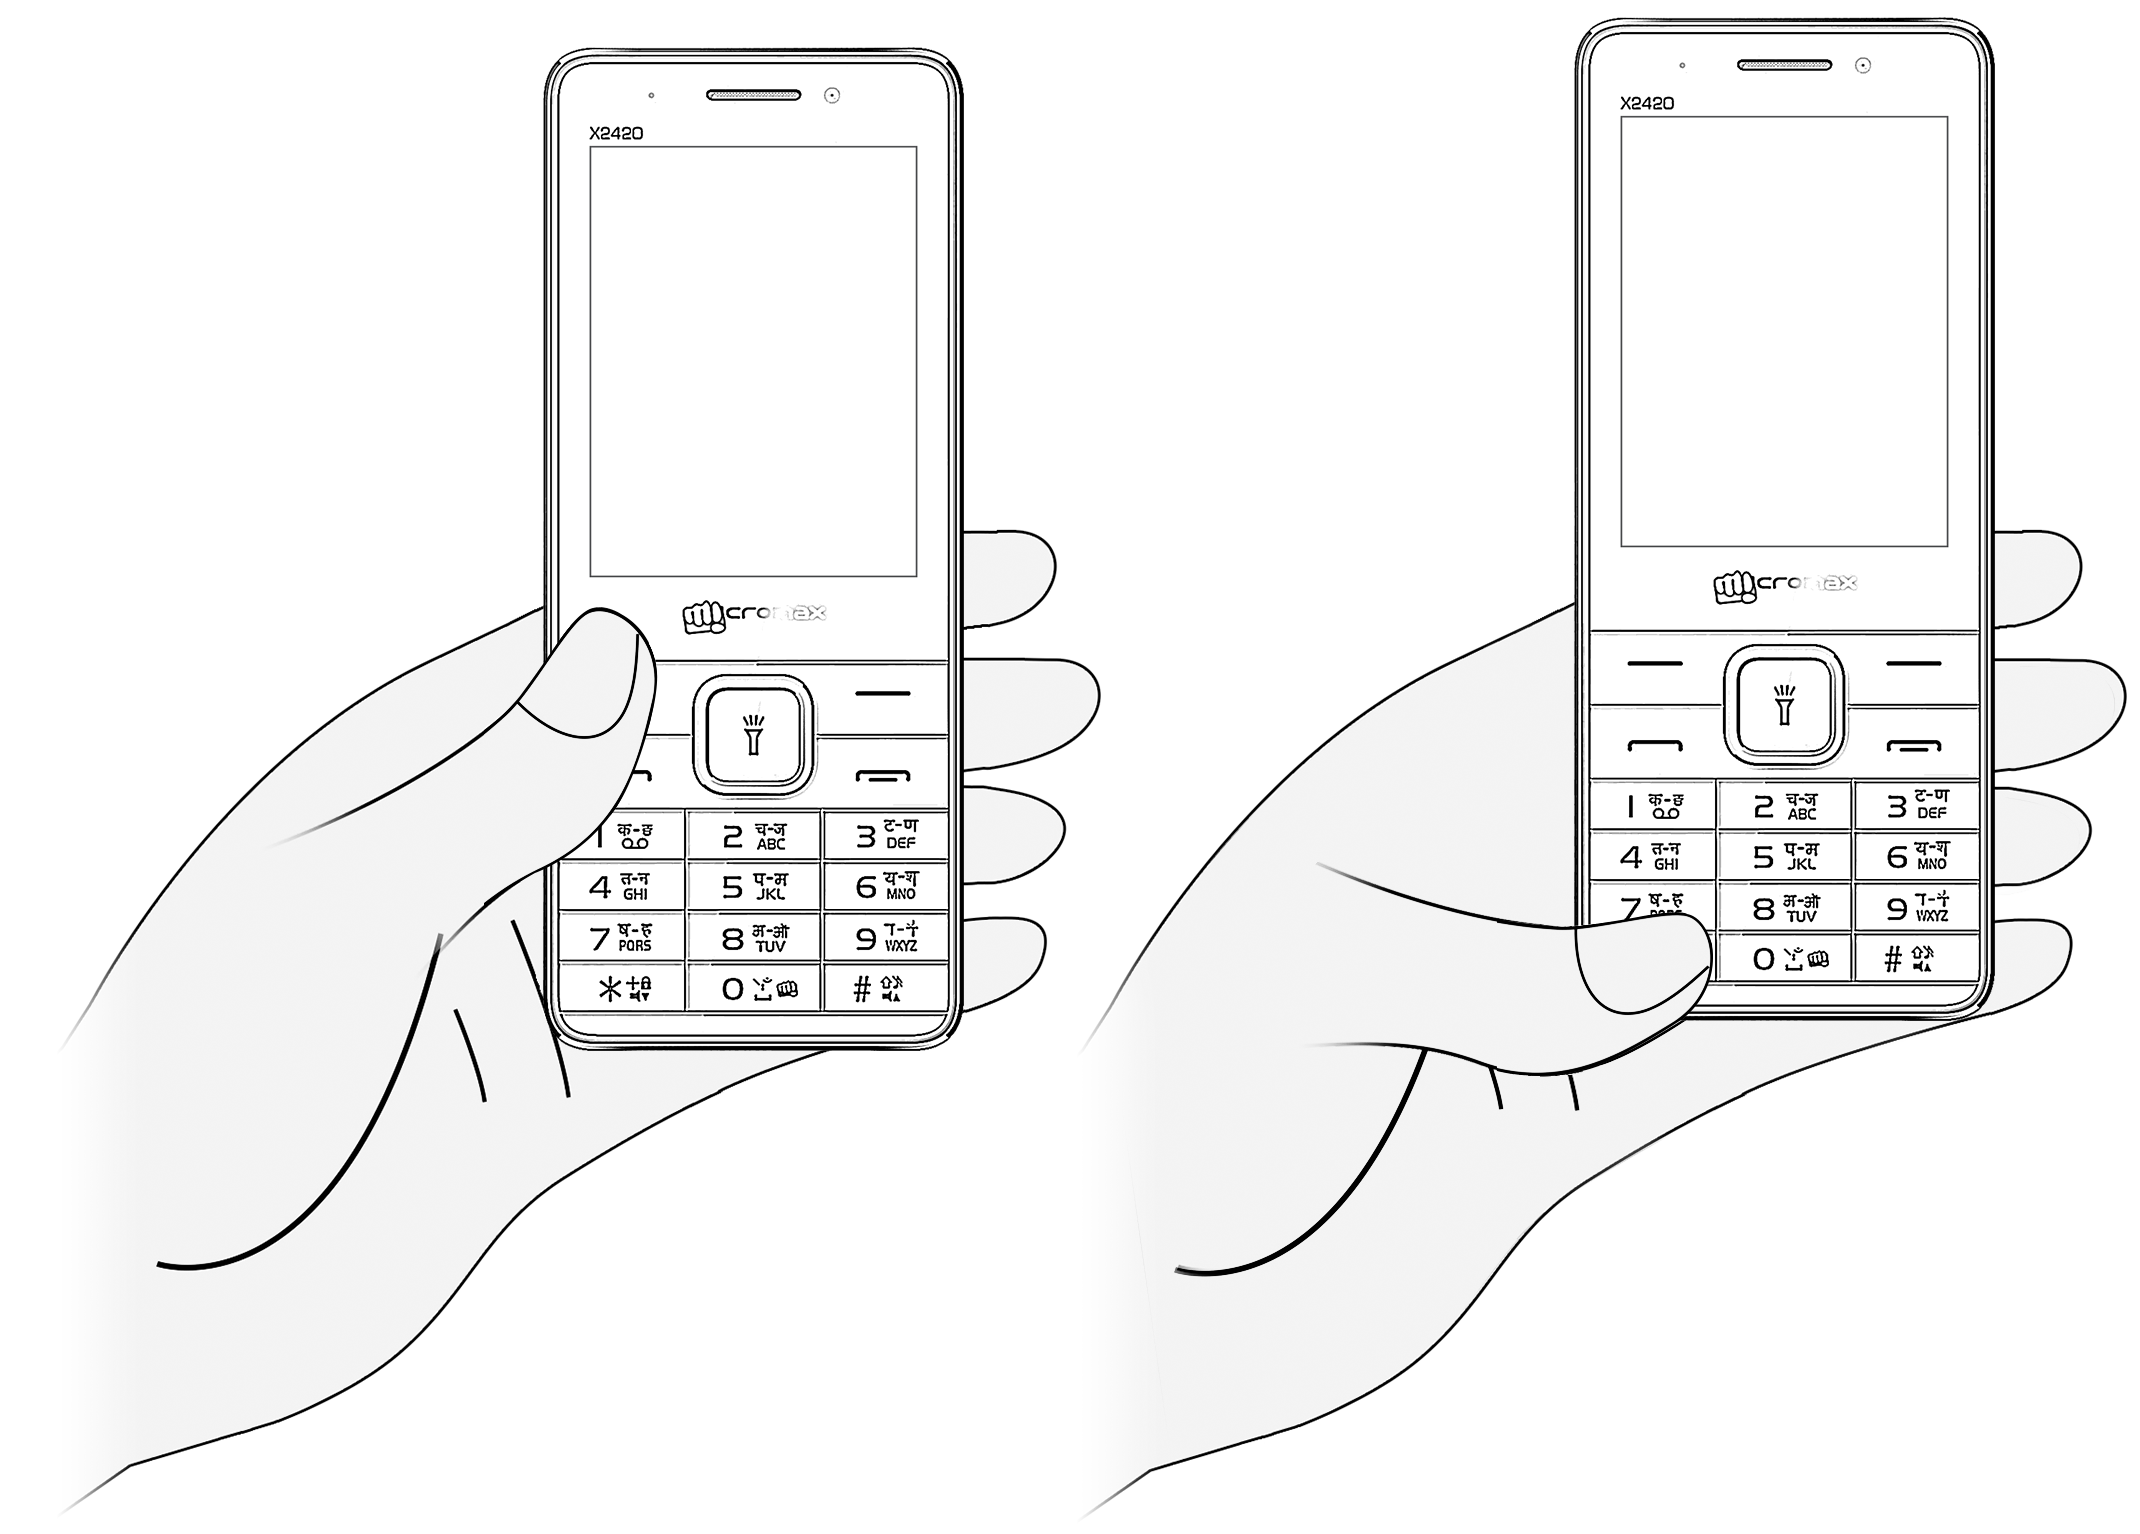 X2420
micromax
1 क-ङ
2 च-ज ABC
3 ट-ण DEF
4 त-न GHI
5 प-म JKL
6 य-श MNO
7 ष-ह PQRS
8 अ-ओ TUV
9 WXYZ
*
0
#
X2420
micromax
1 क-ङ
2 च-ज ABC
3 ट-ण DEF
4 त-न GHI
5 प-म JKL
6 य-श MNO
7 ष-ह
8 अ-ओ TUV
9 WXYZ
0
#